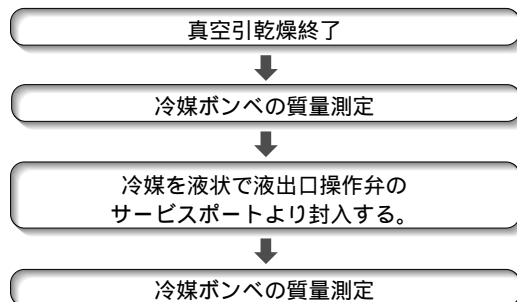 真空引乾燥終了
冷媒ボンベの質量測定
冷媒を液状で液出口操作弁の
サービスポートより封入する。
冷媒ボンベの質量測定